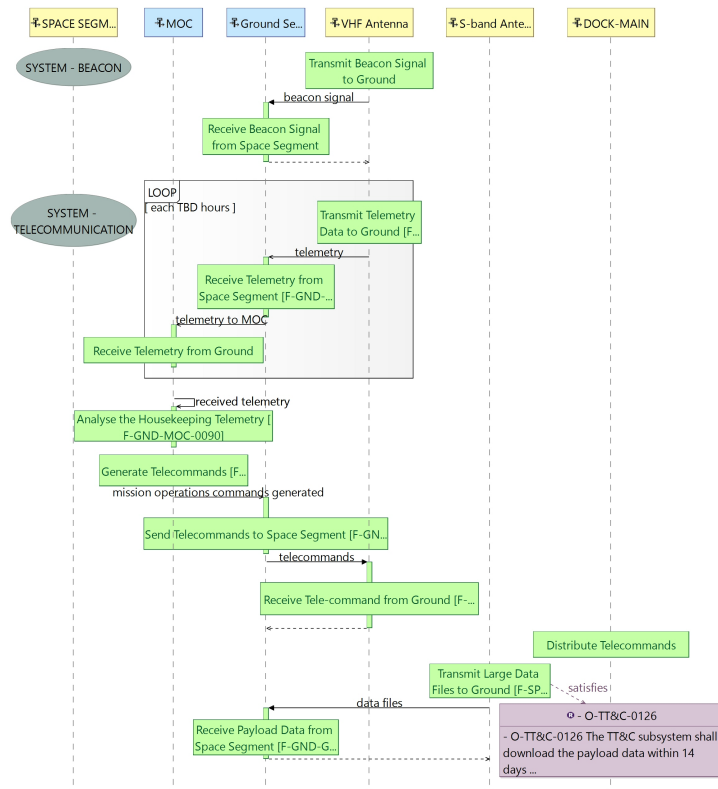 SPACE SEGM...
MOC
Ground Se...
VHF Antenna
S-band Ante...
DOCK-MAIN
SYSTEM - BEACON
Transmit Beacon Signal
to Ground
beacon signal
Receive Beacon Signal
from Space Segment
LOOP
[ each TBD hours ]
SYSTEM -
TELECOMMUNICATION
Transmit Telemetry
Data to Ground [F...
telemetry
Receive Telemetry from
Space Segment [F-GND-...
telemetry to MOC
Receive Telemetry from Ground
received telemetry
Analyse the Housekeeping Telemetry [
F-GND-MOC-0090]
Generate Telecommands [F...
mission operations commands generated
Send Telecommands to Space Segment [F-GN...
telecommands
Receive Tele-command from Ground [F-...
Distribute Telecommands
Transmit Large Data
Files to Ground [F-SP...
satisfies
data files
- O-TT&C-0126
Receive Payload Data from
Space Segment [F-GND-G...
- O-TT&C-0126 The TT&C subsystem shall
download the payload data within 14
days ...